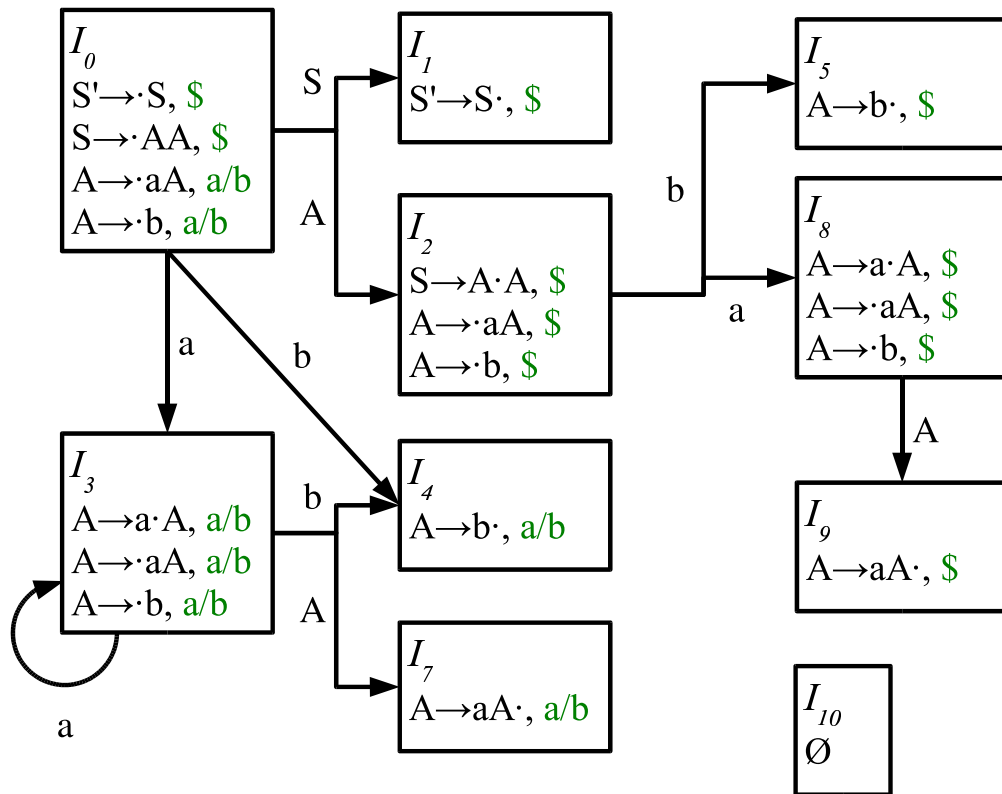 I0
S'→·S, $
S→·AA, $
A→·aA, a/b
A→·b, a/b
S
A
I1
S'→S·, $
I2
S→A·A, $
A→·aA, $
A→·b, $
b
a
I5
A→b·, $
I8
A→a·A, $
A→·aA, $
A→·b, $
A
a
b
I3
A→a·A, a/b
A→·aA, a/b
A→·b, a/b
a
b
A
I4
A→b·, a/b
I7
A→aA·, a/b
I9
A→aA·, $
I10
Ø